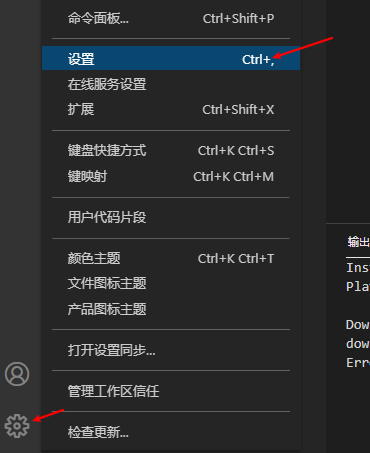 命令面板... Ctrl+Shift+P
设置 Ctrl+,
在线服务设置
扩展 Ctrl+Shift+X
键盘快捷方式 Ctrl+K Ctrl+S
键映射 Ctrl+K Ctrl+M
用户代码片段
颜色主题 Ctrl+K Ctrl+T
文件图标主题
产品图标主题
打开设置同步...
管理工作区信任
检查更新...
输出
Ins
Pla
Dow
dow
Err